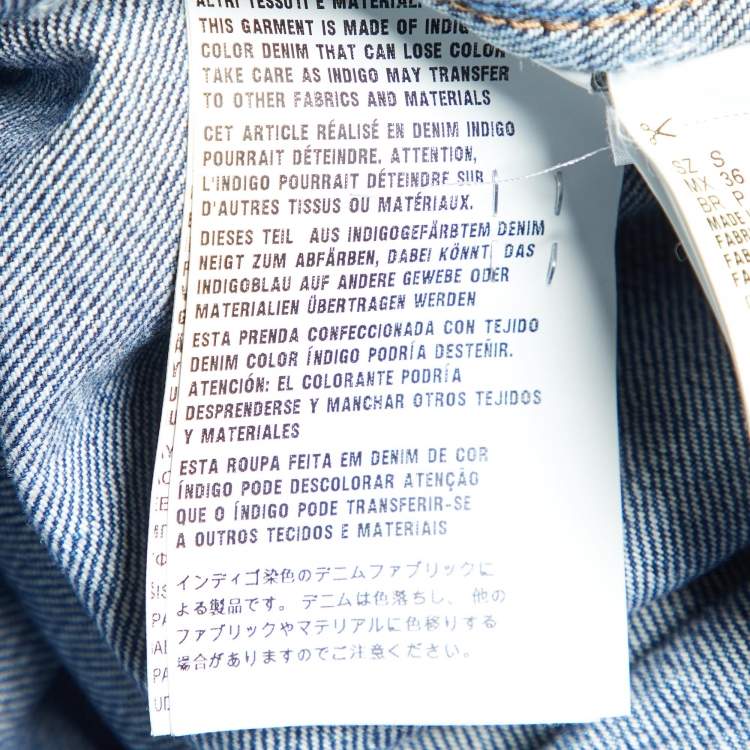 ALTRI TESSUTI E MATERIAL
THIS GARMENT IS MADE OF INDIG
COLOR DENIM THAT CAN LOSE COLOR
TAKE CARE AS INDIGO MAY TRANSFER
TO OTHER FABRICS AND MATERIALS
CET ARTICLE RÉALISÉ EN DENIM INDIGO
POURRAIT DÉTEINDRE, ATTENTION,
L'INDIGO POURRAIT DÉTEINDRE SUR
D'AUTRES TISSUS OU MATÉRIAUX.
DIESES TEIL AUS INDIGOGEFÄRBTEM DENIM
NEIGT ZUM ABFÄRBEN, DABEI KÖNNT DAS
INDIGOBLAU AUF ANDERE GEWEBE ODER
MATERIALIEN ÜBERTRAGEN WERDEN
ESTA PRENDA CONFECCIONADA CON TEJIDO
DENIM COLOR ÍNDIGO PODRÍA DESTEÑIR.
ATENCIÓN: EL COLORANTE PODRÍA
DESPRENDERSE Y MANCHAR OTROS TEJIDOS
Y MATERIALES
ESTA ROUPA FEITA EM DENIM DE COR
ÍNDIGO PODE DESCOLORAR ATENÇÃO
QUE O ÍNDIGO PODE TRANSFERIR-SE
A OUTROS TECIDOS E MATERIAIS
インディゴ染色のデニムファブリックに
よる製品です。デニムは色落ちし、他の
ファブリックやマテリアルに色移りする
場合がありますのでご注意ください。
SZ S
MX 36
BR P
MADE
FABR
FABR
FA